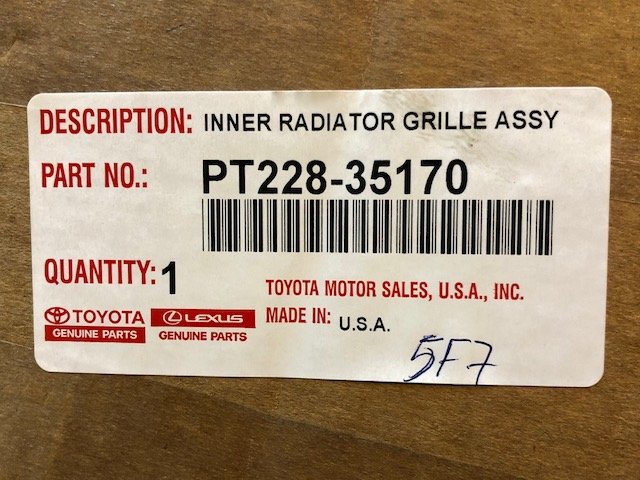 DESCRIPTION: INNER RADIATOR GRILLE ASSY
PART NO.: PT228-35170
QUANTITY: 1
TOYOTA MOTOR SALES, U.S.A., INC.
TOYOTA
GENUINE PARTS
LEXUS
GENUINE PARTS
MADE IN: U.S.A.
5F7